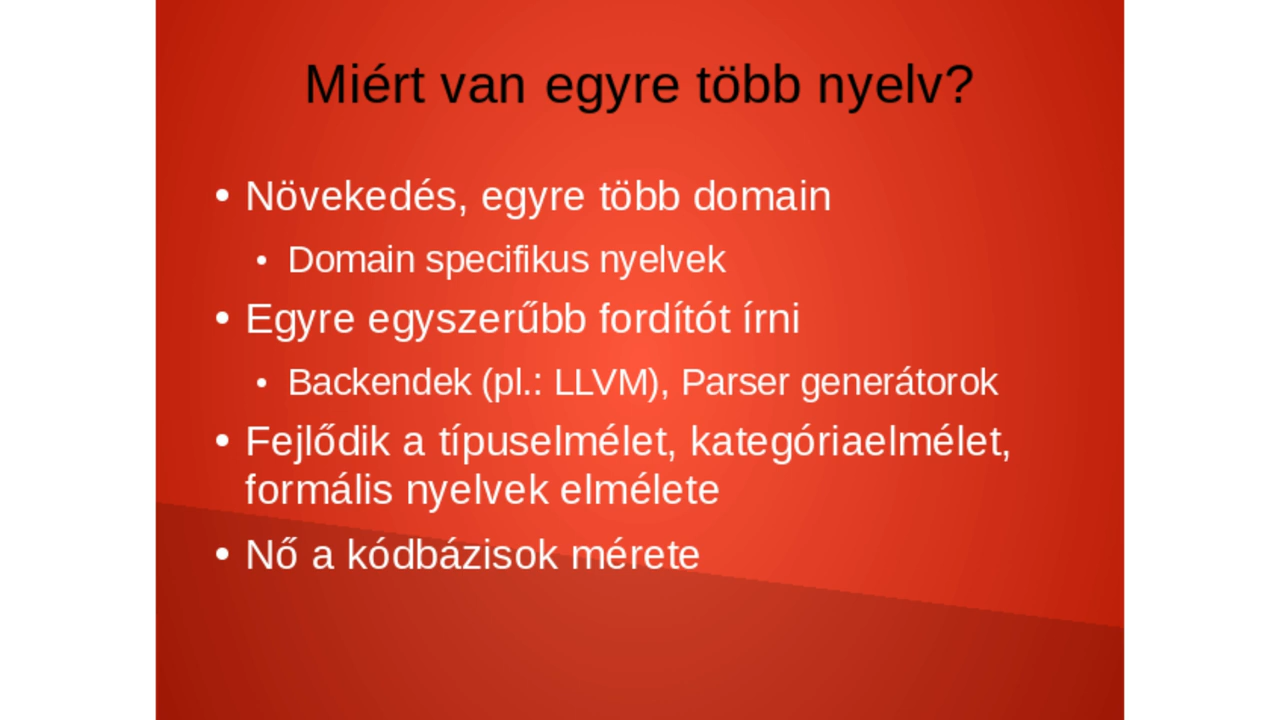 Miért van egyre több nyelv?
• Növekedés, egyre több domain
• Domain specifikus nyelvek
• Egyre egyszerűbb fordítót írni
• Backendek (pl.: LLVM), Parser generátorok
• Fejlődik a típuselmélet, kategóriaelmélet,
formális nyelvek elmélete
• Nő a kódbázisok mérete